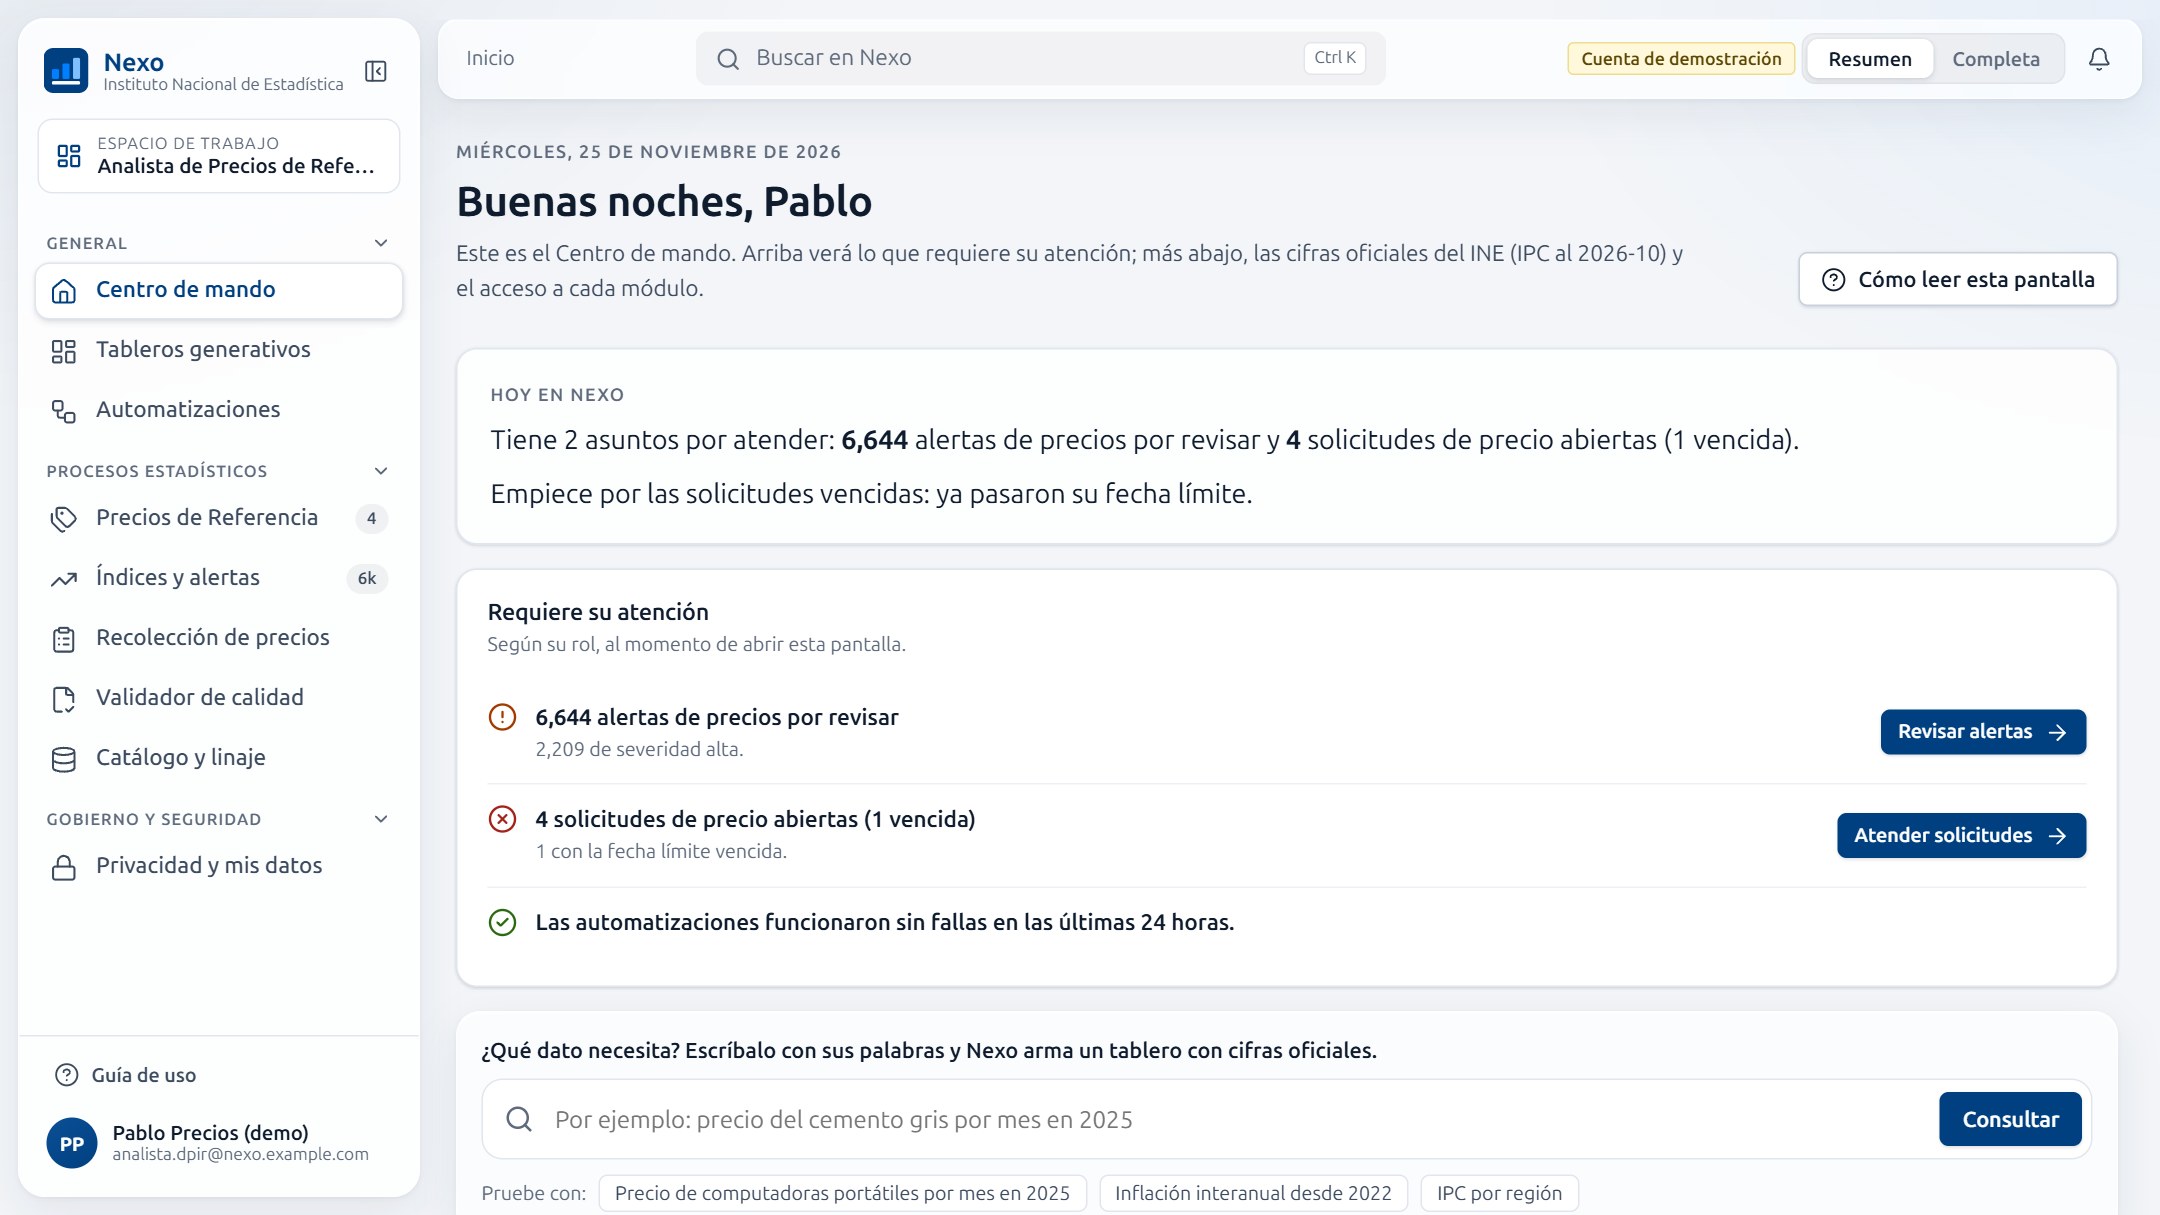 Nexo
Instituto Nacional de Estadística
ESPACIO DE TRABAJO
Analista de Precios de Refe...
GENERAL
Centro de mando
Tableros generativos
Automatizaciones
PROCESOS ESTADÍSTICOS
Precios de Referencia 4
Índices y alertas 6k
Recolección de precios
Validador de calidad
Catálogo y linaje
GOBIERNO Y SEGURIDAD
Privacidad y mis datos
Guía de uso
PP
Pablo Precios (demo)
analista.dpir@nexo.example.com
Inicio
Buscar en Nexo
Ctrl K
Cuenta de demostración
Resumen
Completa
MIÉRCOLES, 25 DE NOVIEMBRE DE 2026
Buenas noches, Pablo
Este es el Centro de mando. Arriba verá lo que requiere su atención; más abajo, las cifras oficiales del INE (IPC al 2026-10) y
el acceso a cada módulo.
Cómo leer esta pantalla
HOY EN NEXO
Tiene 2 asuntos por atender: 6,644 alertas de precios por revisar y 4 solicitudes de precio abiertas (1 vencida).
Empiece por las solicitudes vencidas: ya pasaron su fecha límite.
Requiere su atención
Según su rol, al momento de abrir esta pantalla.
6,644 alertas de precios por revisar
2,209 de severidad alta.
Revisar alertas
4 solicitudes de precio abiertas (1 vencida)
1 con la fecha límite vencida.
Atender solicitudes
Las automatizaciones funcionaron sin fallas en las últimas 24 horas.
¿Qué dato necesita? Escríbalo con sus palabras y Nexo arma un tablero con cifras oficiales.
Por ejemplo: precio del cemento gris por mes en 2025
Consultar
Pruebe con:
Precio de computadoras portátiles por mes en 2025
Inflación interanual desde 2022
IPC por región